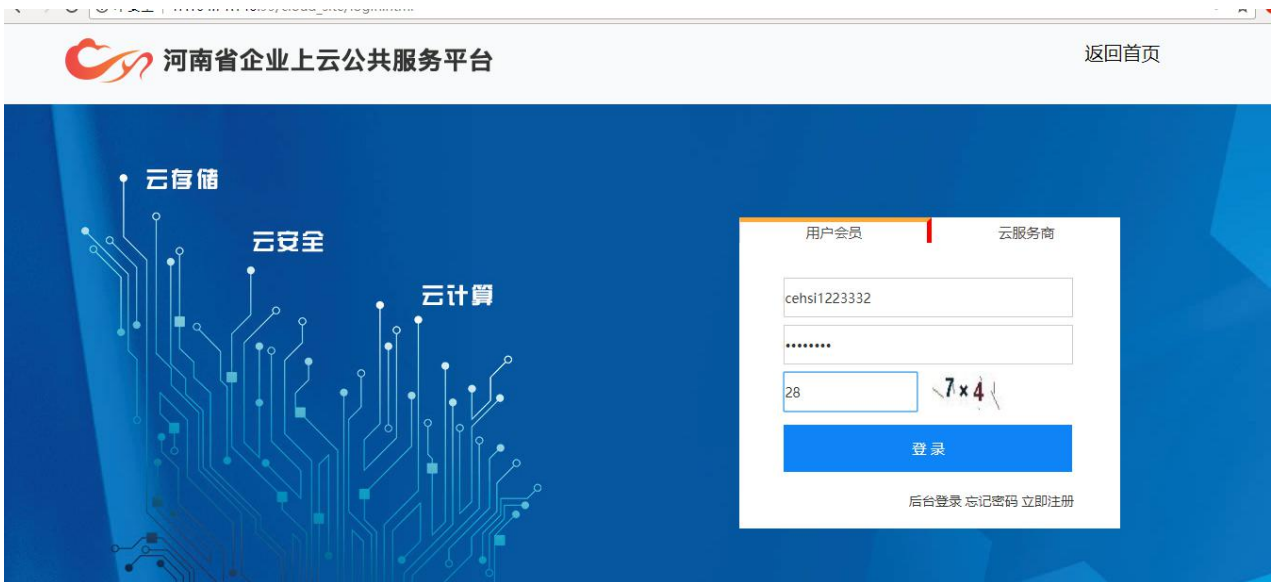 河南省企业上云公共服务平台
返回首页
云存储
云安全
云计算
用户会员 云服务商
cehsi1223332
••••••••
28 7×4
登 录
后台登录 忘记密码 立即注册